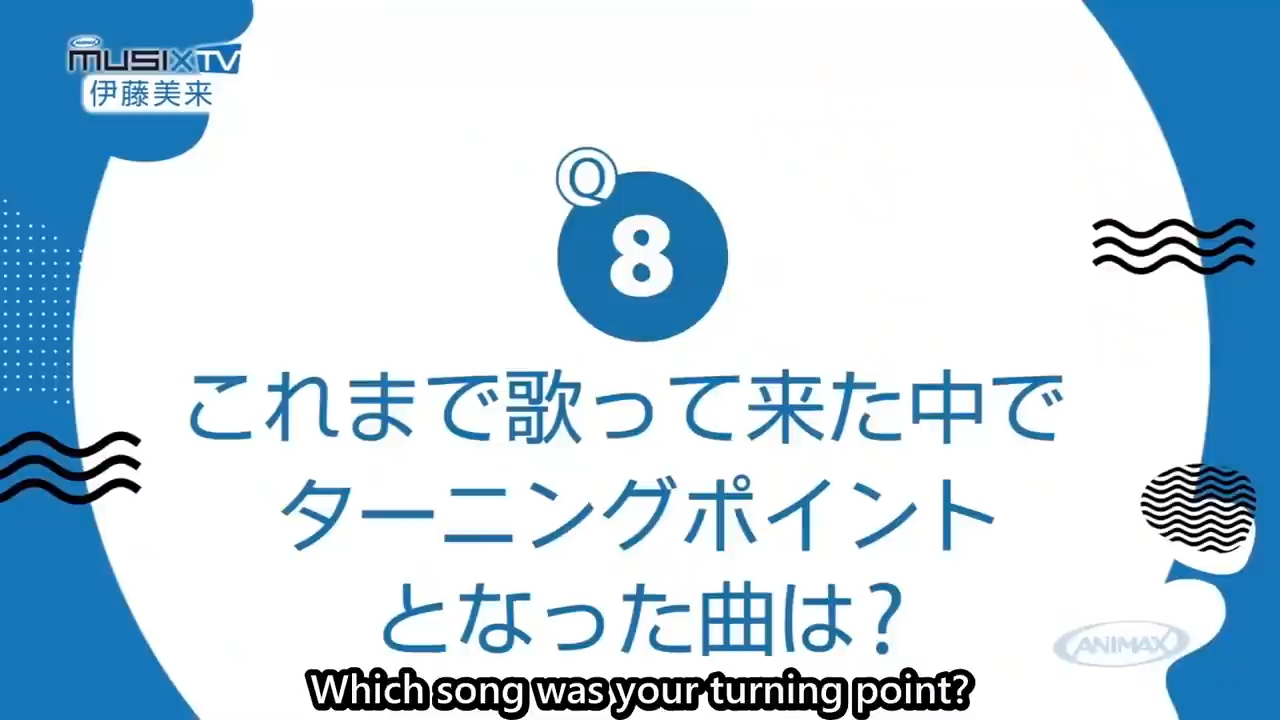 ANIMAX
MUSIX TV
伊藤美来
Q
8
これまで歌って来た中で
ターニングポイント
となった曲は?
ANIMAX
Which song was your turning point?